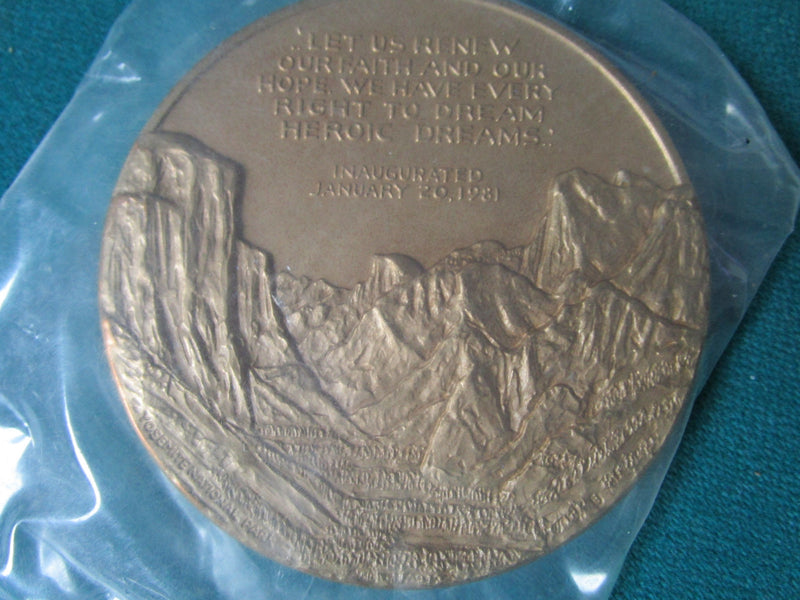 "LET US RENEW
OUR FAITH AND OUR
HOPE. WE HAVE EVERY
RIGHT TO DREAM
HEROIC DREAMS."
INAUGURATED
JANUARY 20, 1981
YOSEMITE NATIONAL PARK